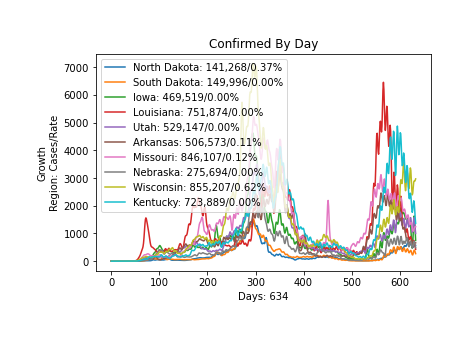 Confirmed By Day
North Dakota: 141,268/0.37%
South Dakota: 149,996/0.00%
Iowa: 469,519/0.00%
Louisiana: 751,874/0.00%
Utah: 529,147/0.00%
Arkansas: 506,573/0.11%
Missouri: 846,107/0.12%
Nebraska: 275,694/0.00%
Wisconsin: 855,207/0.62%
Kentucky: 723,889/0.00%
Growth
Region: Cases/Rate
7000
6000
5000
4000
3000
2000
1000
0
0 100 200 300 400 500 600
Days: 634